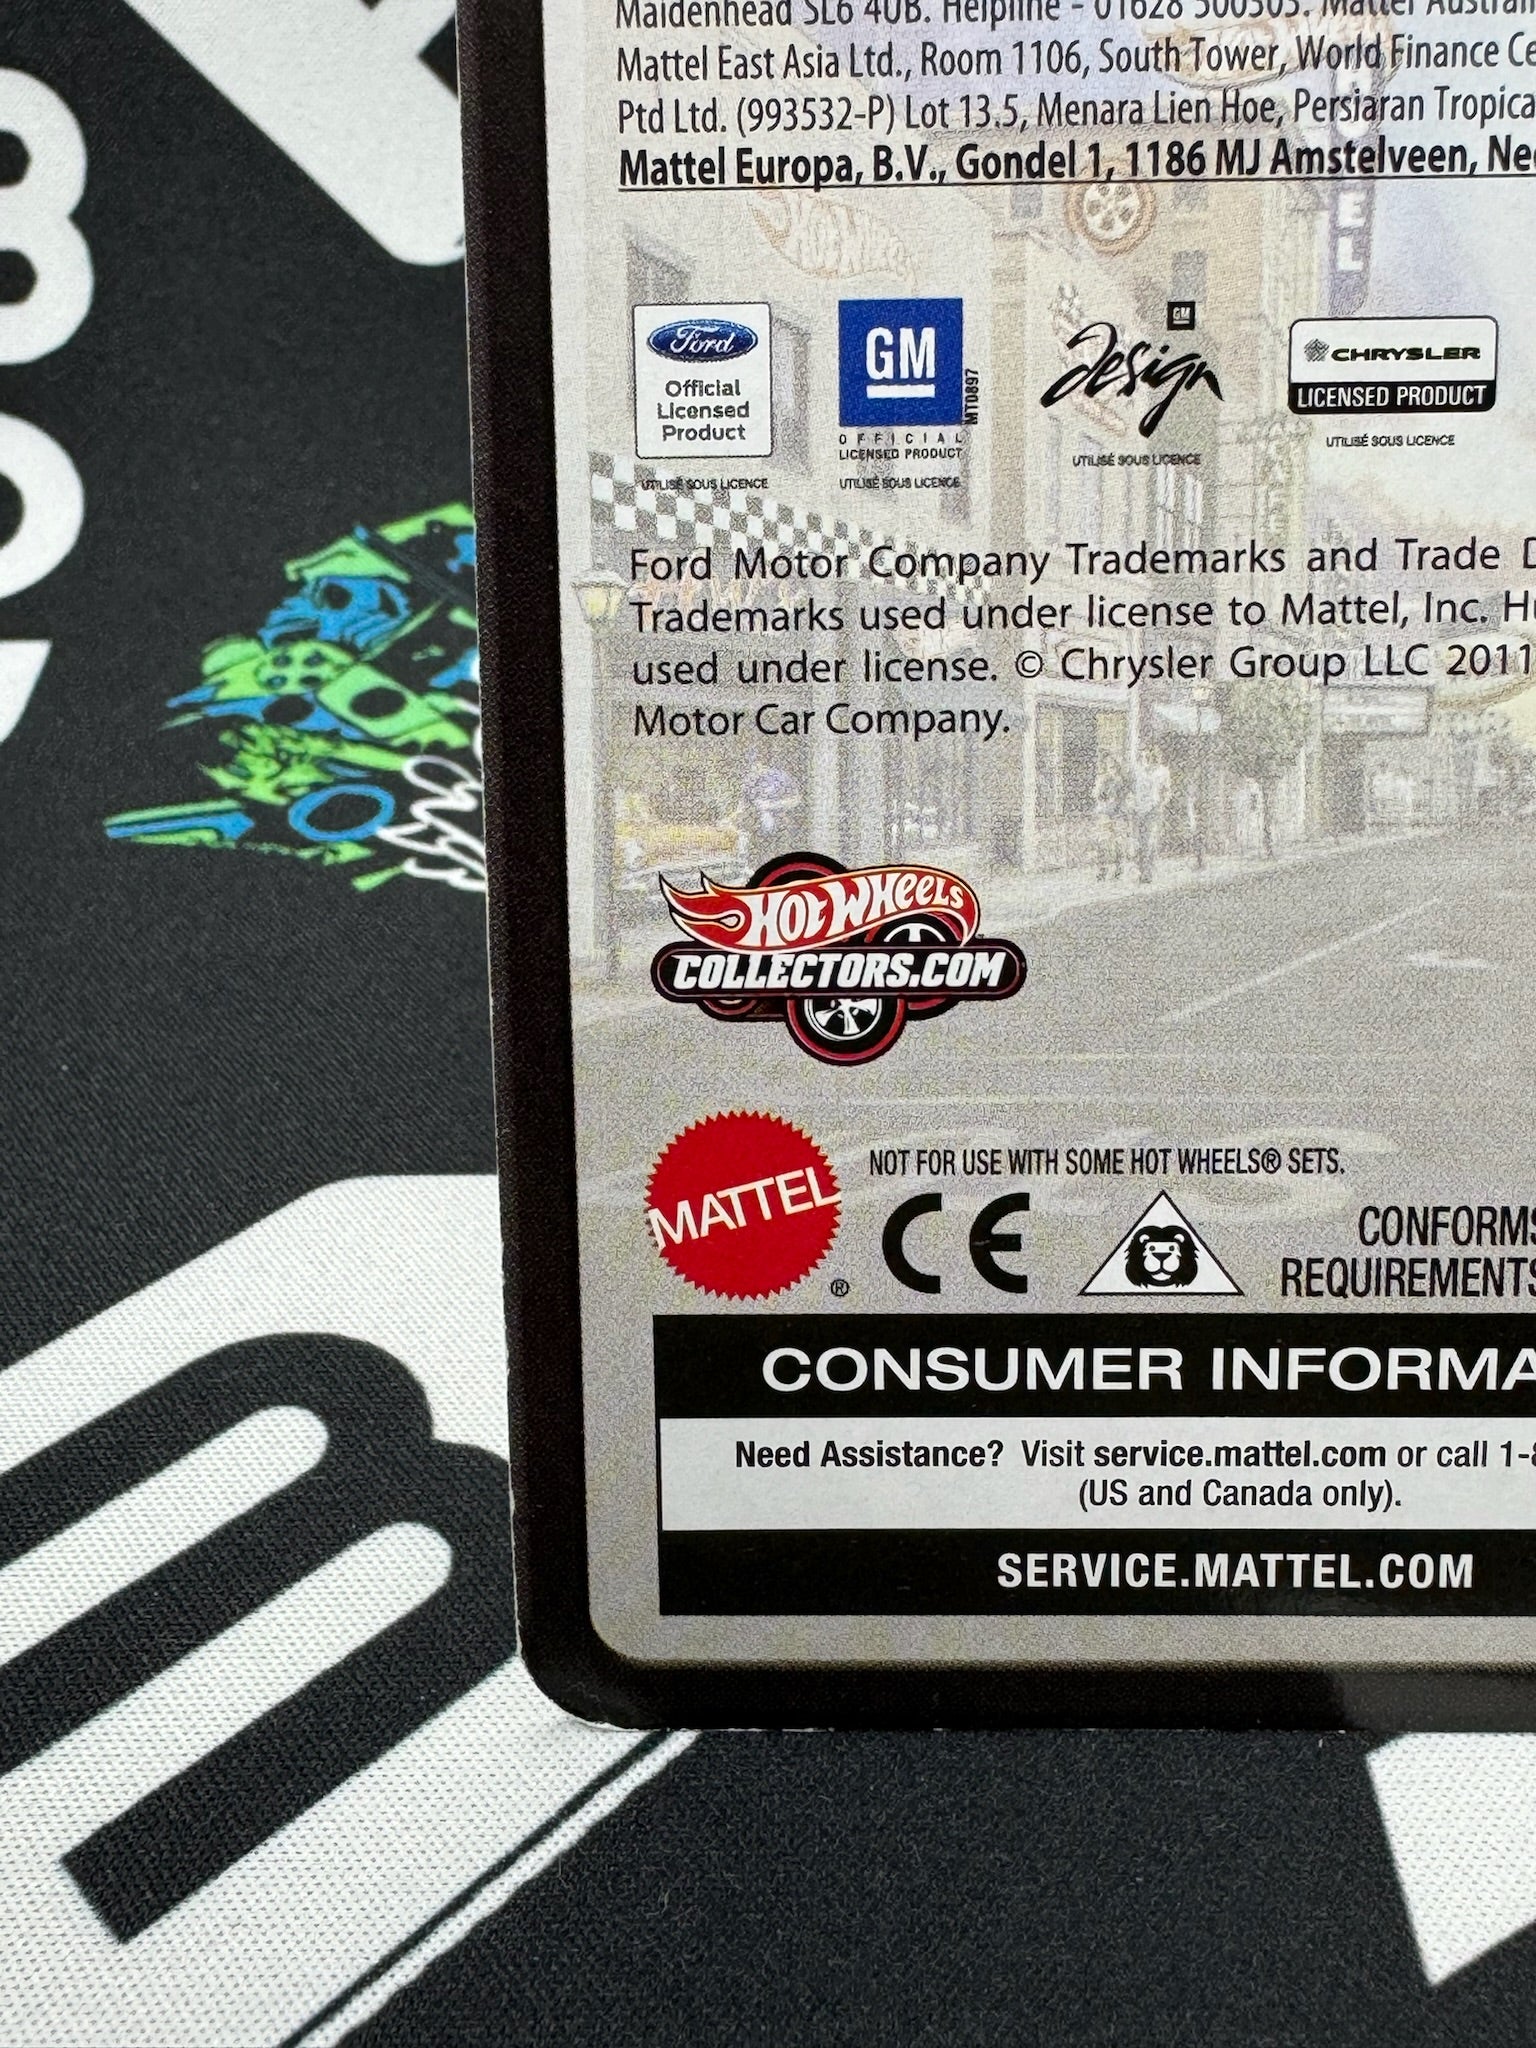 Maidenhead SL6 4UB. Helpline - 01628 500303. Mattel
Mattel East Asia Ltd., Room 1106, South Tower, World Finance Ce
Ptd Ltd. (993532-P) Lot 13.5, Menara Lien Hoe, Persiaran Tropica
Mattel Europa, B.V., Gondel 1, 1186 MJ Amstelveen, Ne
HOT WHEELS
Ford
Official
Licensed
Product
UTILISÉ SOUS LICENCE
GM
MT0897
OFFICIAL
LICENSED PRODUCT
UTILISÉ SOUS LICENCE
GM
Design
UTILISÉ SOUS LICENCE
CHRYSLER
LICENSED PRODUCT
UTILISÉ SOUS LICENCE
Ford Motor Company Trademarks and Trade D
Trademarks used under license to Mattel, Inc. H
used under license. © Chrysler Group LLC 2011
Motor Car Company.
HOT WHEELS
COLLECTORS.COM
MATTEL
®
NOT FOR USE WITH SOME HOT WHEELS® SETS.
CE
CONFORMS
REQUIREMENTS
CONSUMER INFORMA
Need Assistance? Visit service.mattel.com or call 1-8
(US and Canada only).
SERVICE.MATTEL.COM